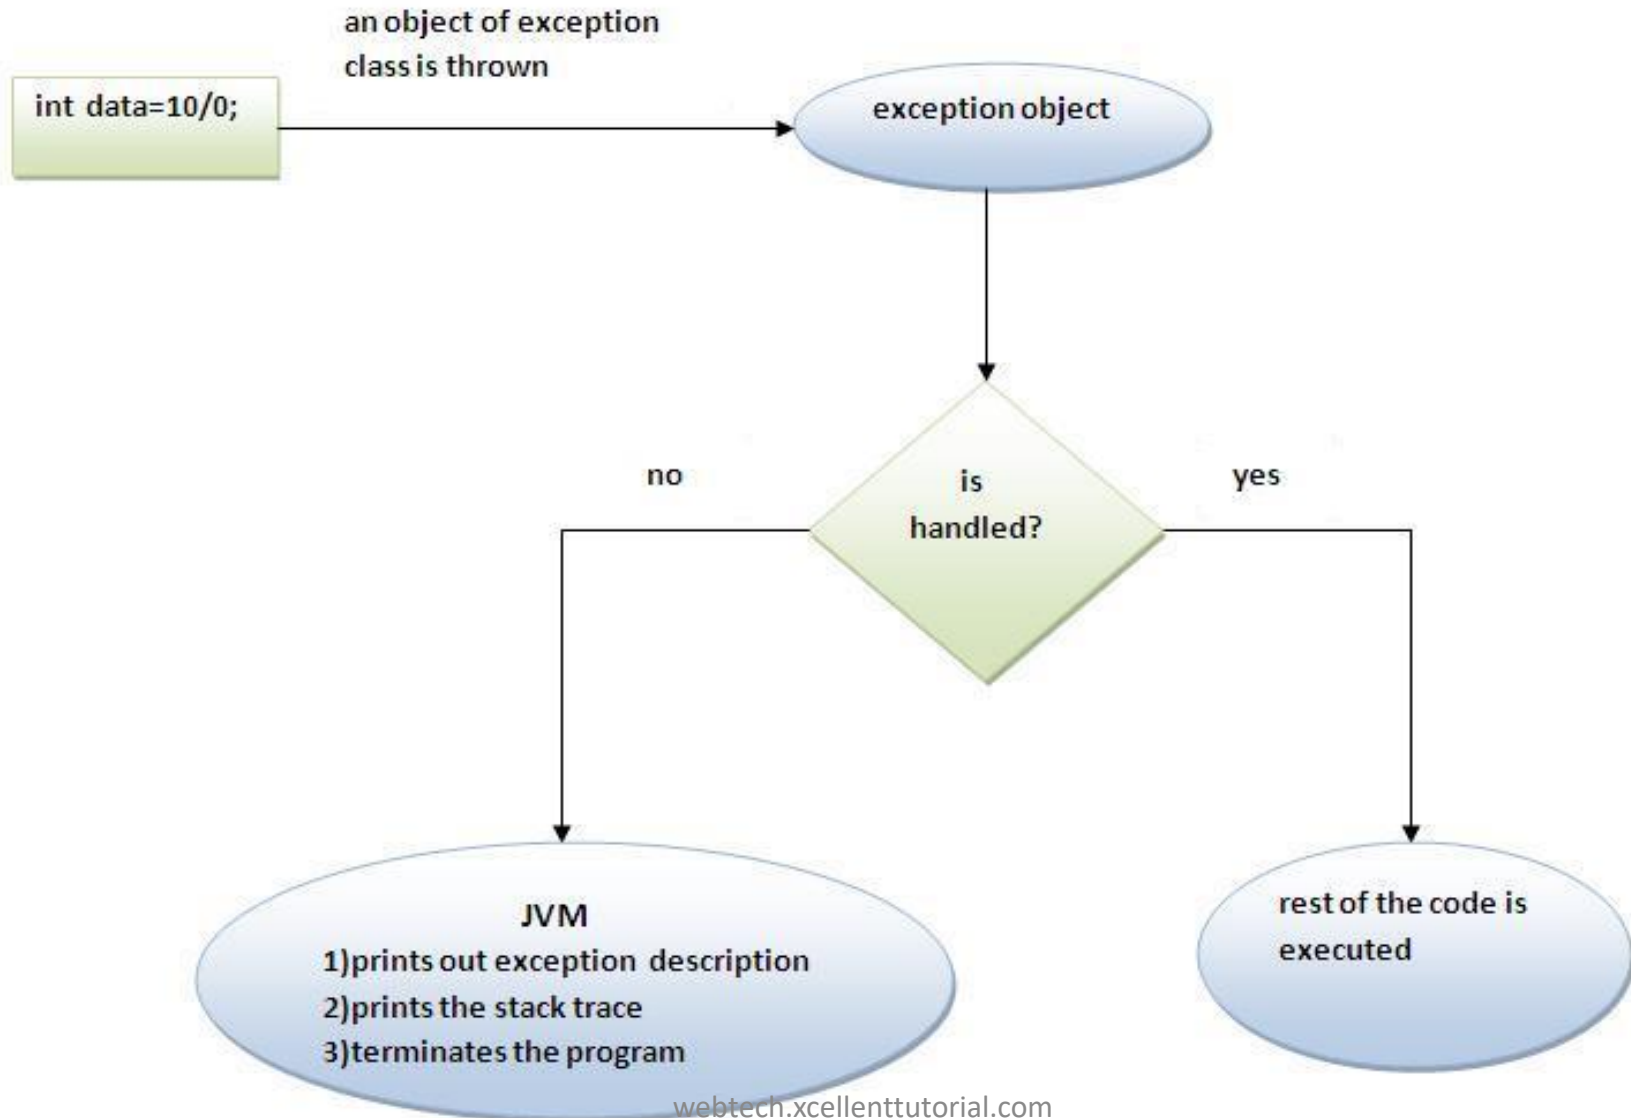 an object of exception
class is thrown
int data=10/0;
exception object
no
is
handled?
yes
JVM
1)prints out exception description
2)prints the stack trace
3)terminates the program
rest of the code is
executed
webtech.xcellenttutorial.com